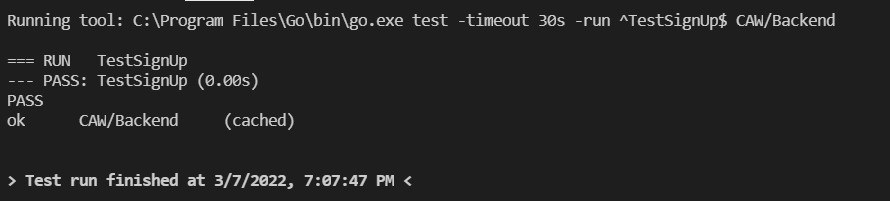 Running tool: C:\Program Files\Go\bin\go.exe test -timeout 30s -run ^TestSignUp$ CAW/Backend
=== RUN   TestSignUp
--- PASS: TestSignUp (0.00s)
PASS
ok      CAW/Backend     (cached)
> Test run finished at 3/7/2022, 7:07:47 PM <